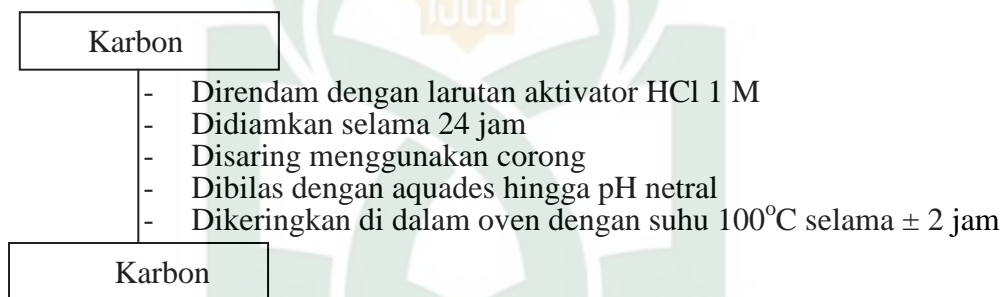 Karbon
- Direndam dengan larutan aktivator HCl 1 M
- Didiamkan selama 24 jam
- Disaring menggunakan corong
- Dibilas dengan aquades hingga pH netral
- Dikeringkan di dalam oven dengan suhu 100°C selama ± 2 jam
Karbon